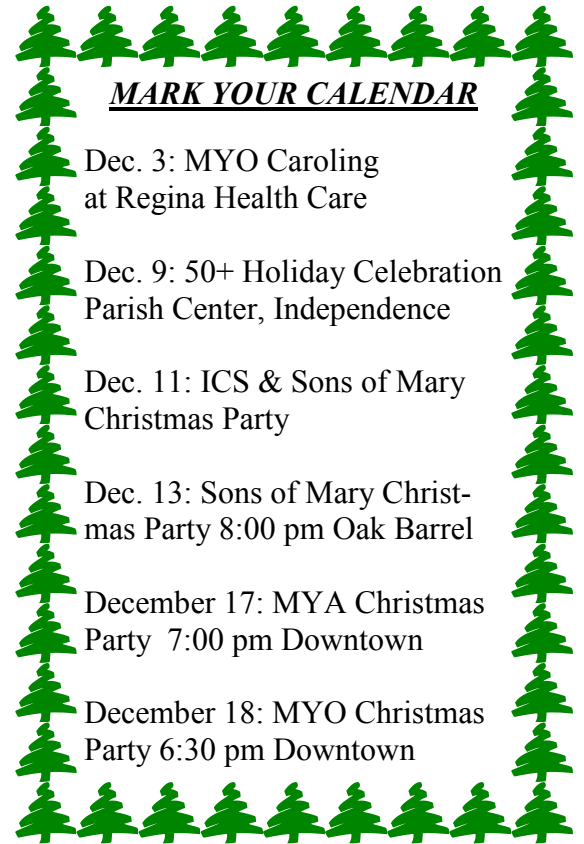 MARK YOUR CALENDAR
Dec. 3: MYO Caroling
at Regina Health Care
Dec. 9: 50+ Holiday Celebration
Parish Center, Independence
Dec. 11: ICS & Sons of Mary
Christmas Party
Dec. 13: Sons of Mary Christ-
mas Party 8:00 pm Oak Barrel
December 17: MYA Christmas
Party  7:00 pm Downtown
December 18: MYO Christmas
Party 6:30 pm Downtown